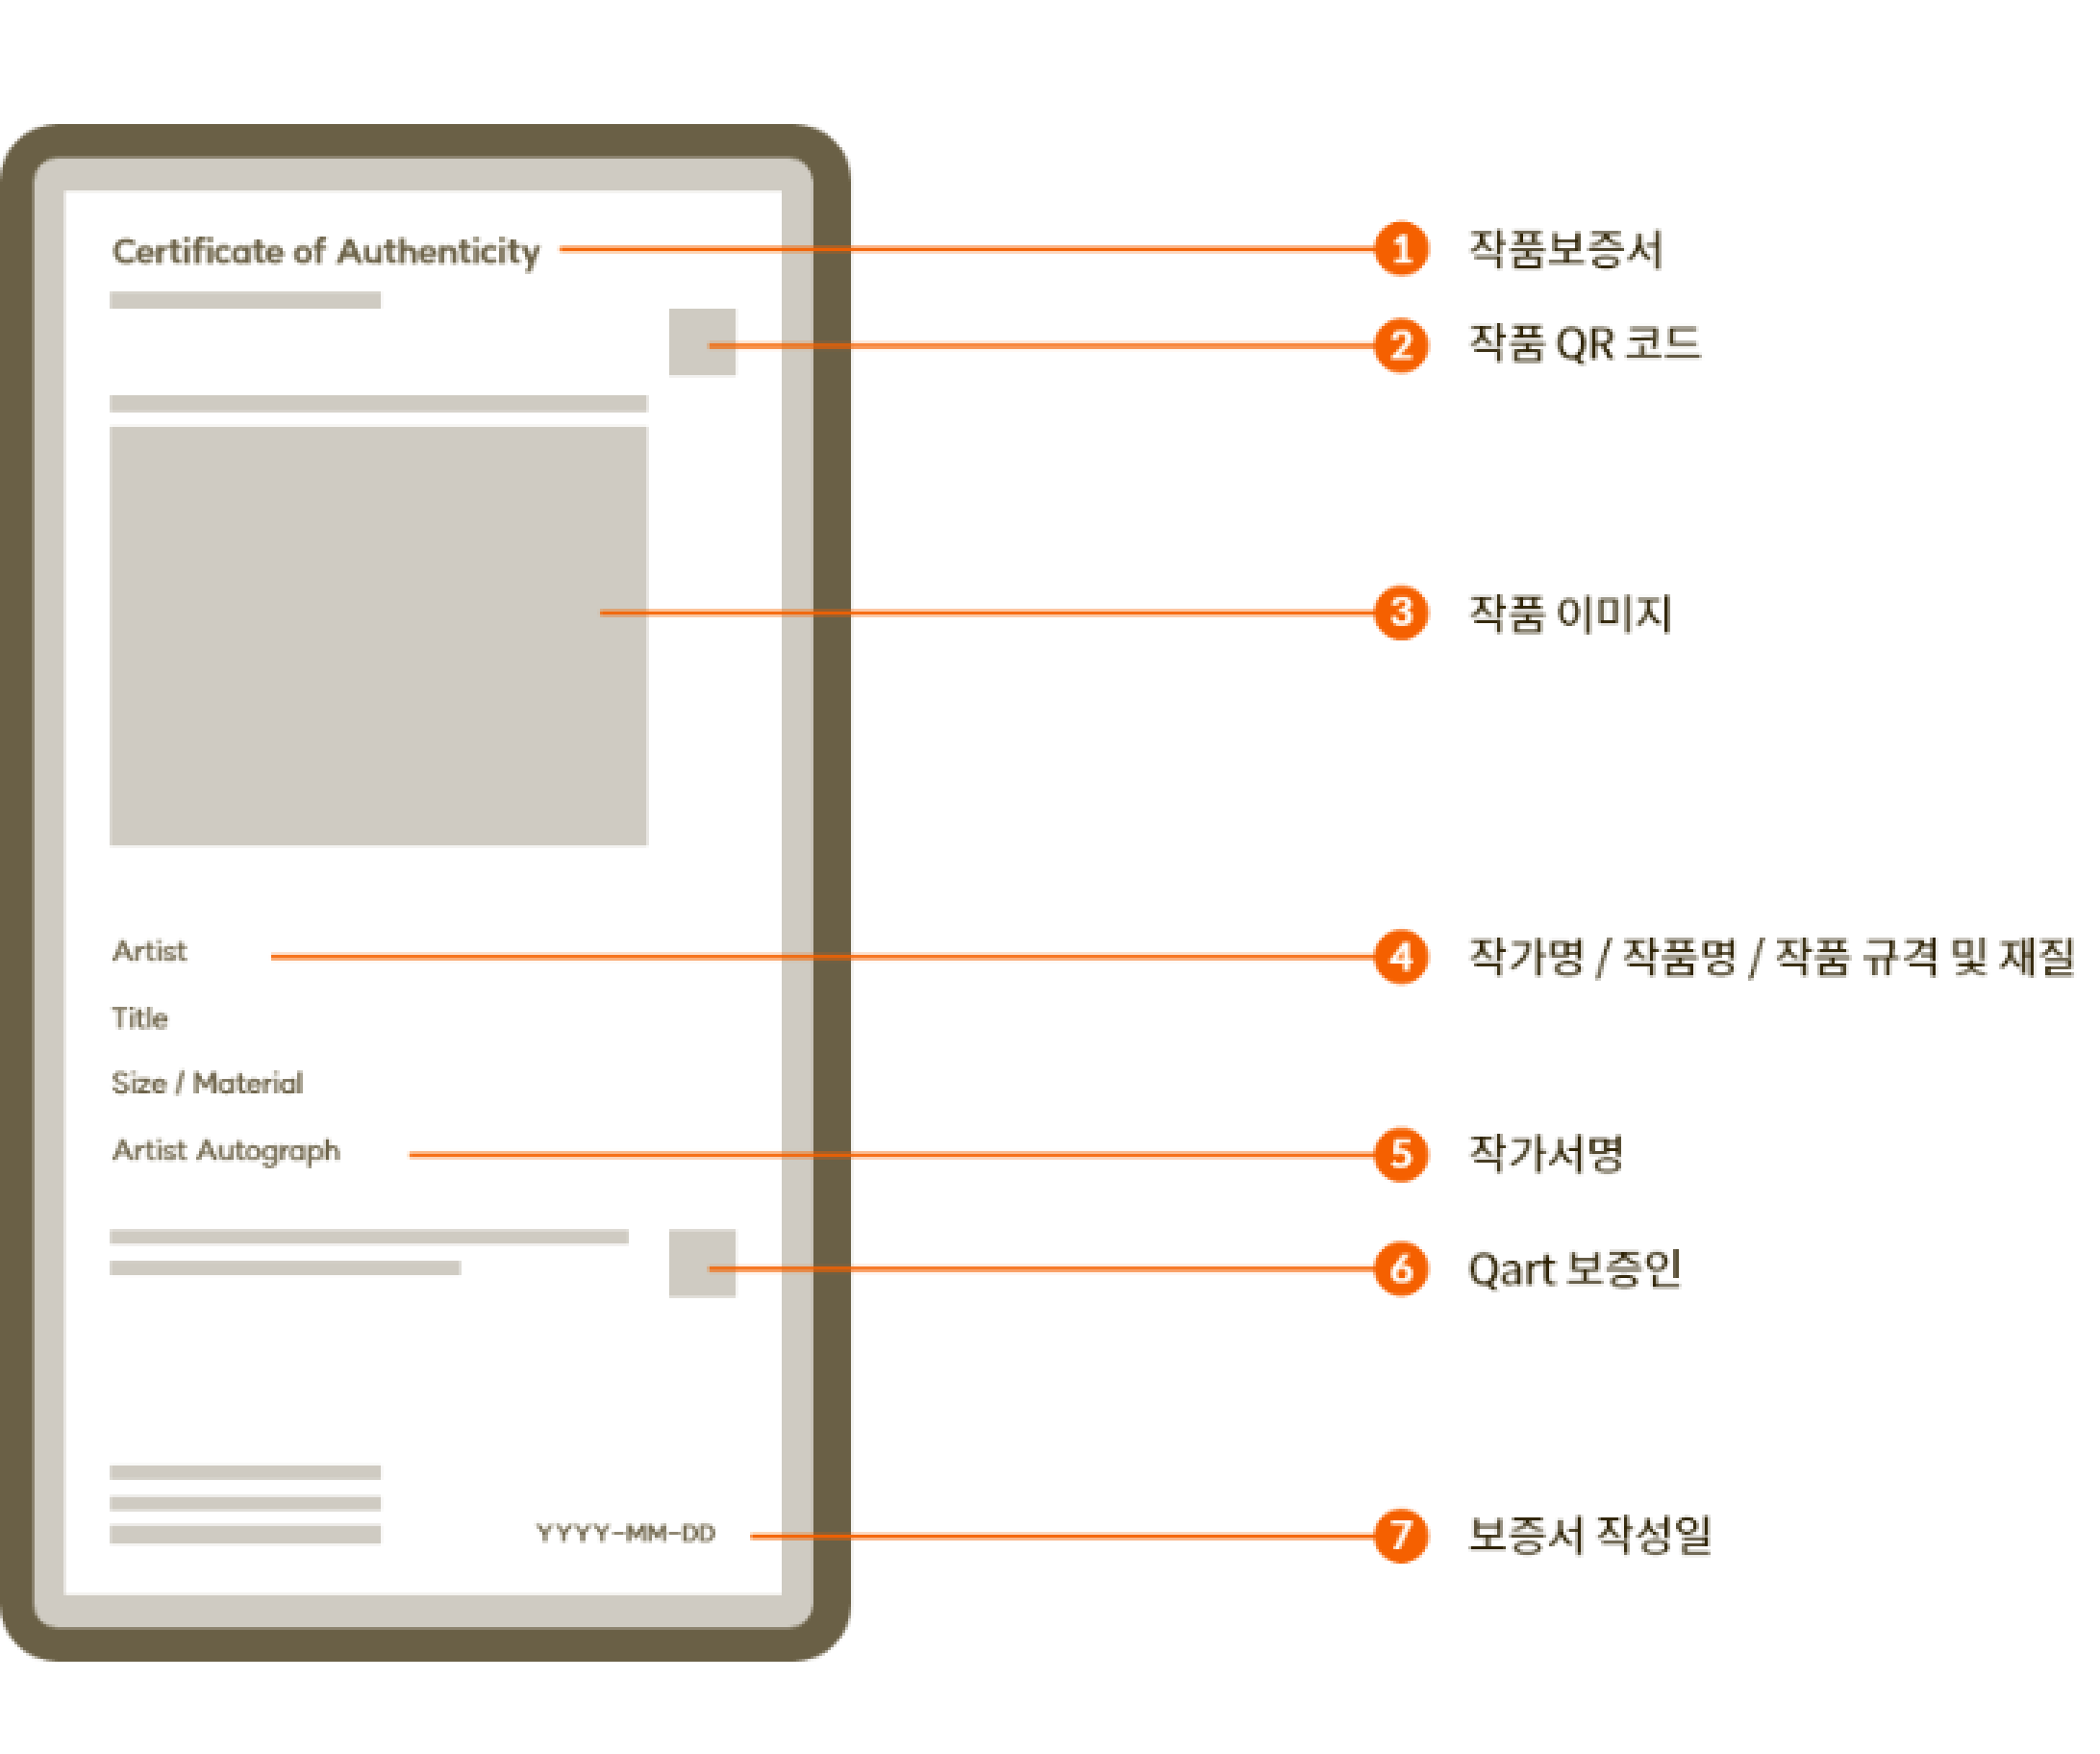 Certificate of Authenticity
1 작품보증서
2 작품 QR 코드
3 작품 이미지
Artist
4 작가명 / 작품명 / 작품 규격 및 재질
Title
Size / Material
Artist Autograph
5 작가서명
6 Qart 보증인
YYYY-MM-DD
7 보증서 작성일